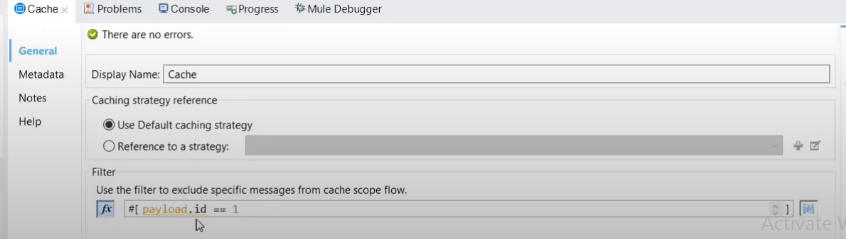 Cache Problems Console Progress Mule Debugger
There are no errors.
General
Metadata
Display Name: Cache
Notes
Caching strategy reference
Help
Use Default caching strategy
Reference to a strategy:
Filter
Use the filter to exclude specific messages from cache scope flow.
fx #[ payload.id == 1 ]
Activate